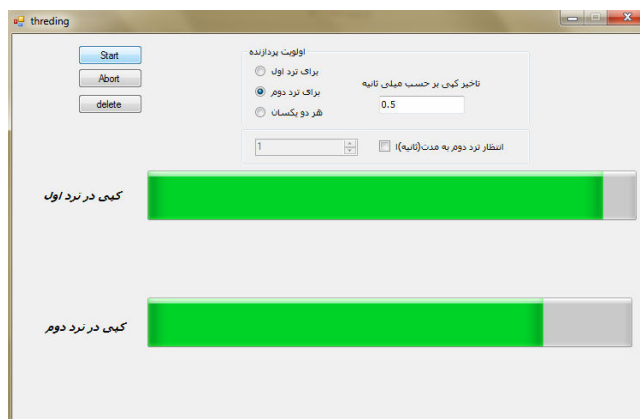 threding
Start
Abort
delete
اولویت پردازنده
برای ترد اول
برای ترد دوم
هر دو یکسان
تاخیر کپی بر حسب میلی ثانیه
0.5
انتظار ترد دوم به مدت(ثانیه)ا
1
کپی در ترد اول
کپی در ترد دوم